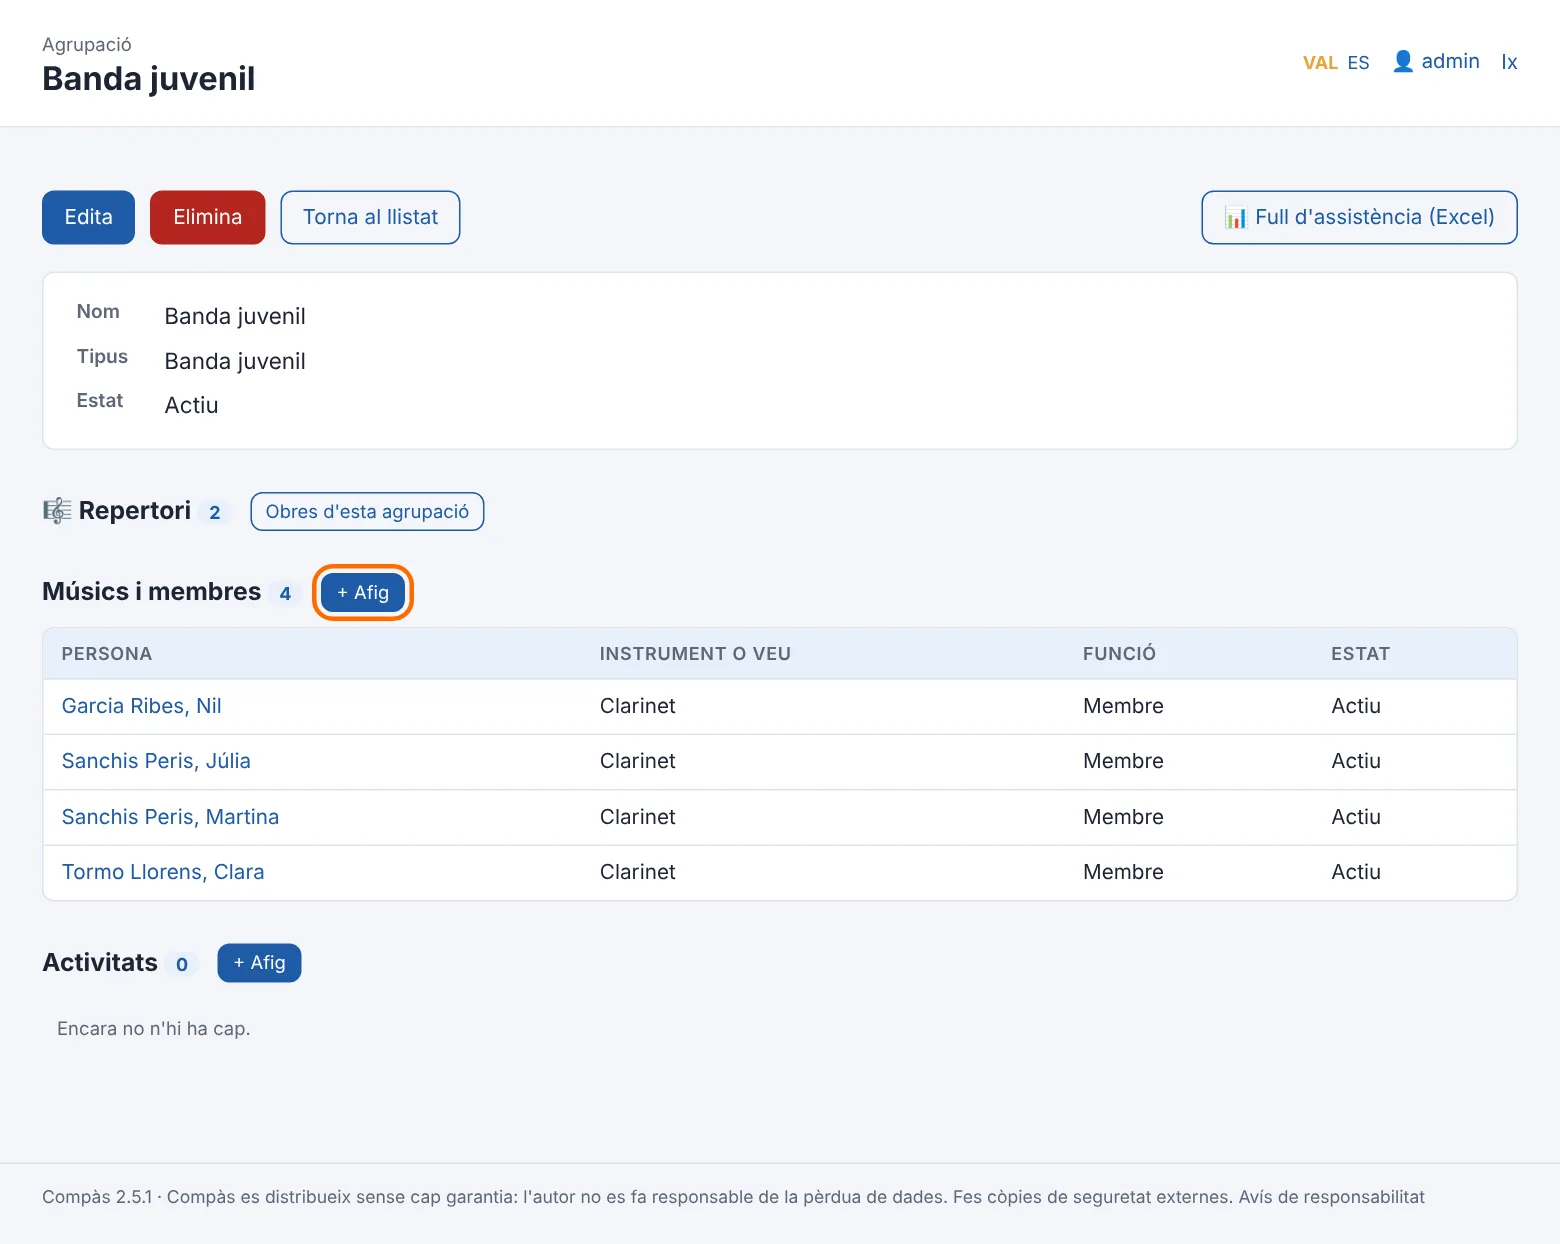 Agrupació
Banda juvenil
VAL ES admin Ix
Edita Elimina Torna al llistat Full d'assistència (Excel)
Nom Banda juvenil
Tipus Banda juvenil
Estat Actiu
Repertori 2 Obres d'esta agrupació
Músics i membres 4 + Afig
PERSONA INSTRUMENT O VEU FUNCIÓ ESTAT
Garcia Ribes, Nil Clarinet Membre Actiu
Sanchis Peris, Júlia Clarinet Membre Actiu
Sanchis Peris, Martina Clarinet Membre Actiu
Tormo Llorens, Clara Clarinet Membre Actiu
Activitats 0 + Afig
Encara no n'hi ha cap.
Compàs 2.5.1 · Compàs es distribueix sense cap garantia: l'autor no es fa responsable de la pèrdua de dades. Fes còpies de seguretat externes. Avís de responsabilitat